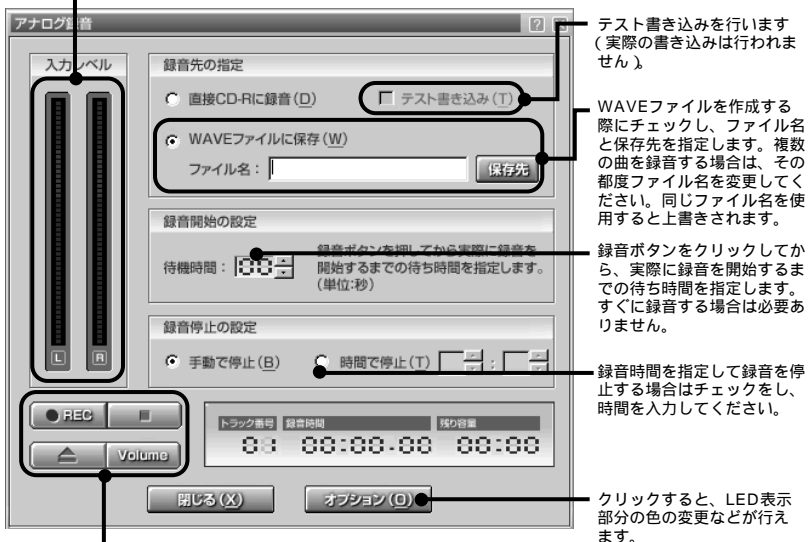 アナログ録音
入力レベル
L
R
録音先の指定
直接CD-Rに録音(D)
テスト書き込み(T)
WAVEファイルに保存(W)
ファイル名：
保存先
録音開始の設定
待機時間：
00
録音ボタンを押してから実際に録音を
開始するまでの待ち時間を指定します。
(単位:秒)
録音停止の設定
手動で停止(B)
時間で停止(T)
:
REC
Volume
トラック番号
録音時間
残り容量
01
00:00.00
00:00
閉じる(X)
オプション(O)
テスト書き込みを行います
(実際の書き込みは行われま
せん)。
WAVEファイルを作成する
際にチェックし、ファイル名
と保存先を指定します。複数
の曲を録音する場合は、その
都度ファイル名を変更してく
ださい。同じファイル名を使
用すると上書きされます。
録音ボタンをクリックしてか
ら、実際に録音を開始するま
での待ち時間を指定します。
すぐに録音する場合は必要あ
りません。
録音時間を指定して録音を停
止する場合はチェックをし、
時間を入力してください。
クリックすると、LED表示
部分の色の変更などが行え
ます。